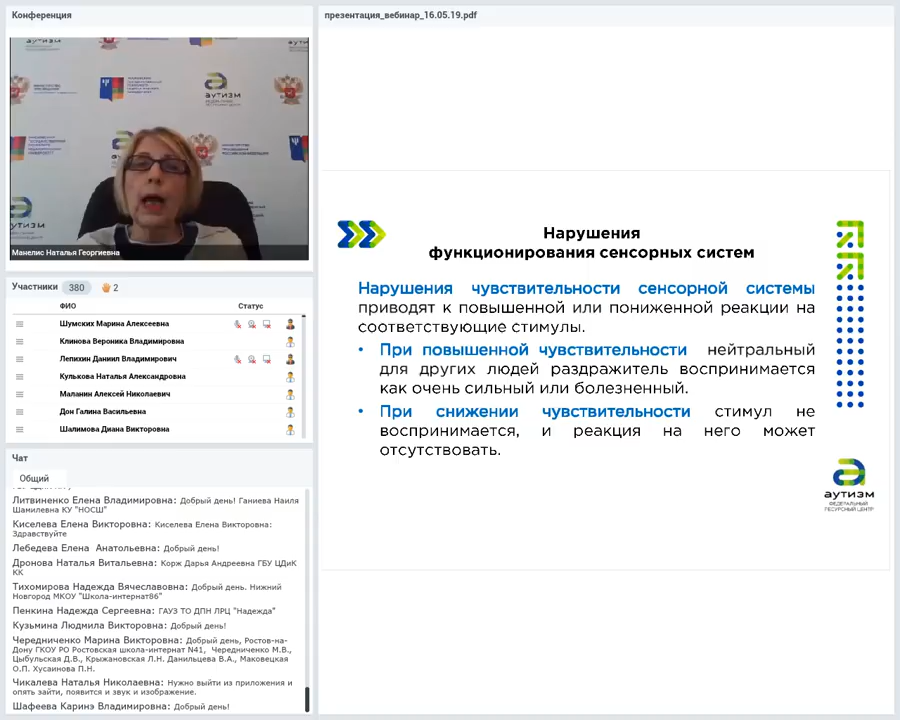 Конференция
аутизм
Манелис Наталья Георгиевна
Участники 380 2
ФИО Статус
Шумских Марина Алексеевна
Клинова Вероника Владимировна
Лепихин Даниил Владимирович
Кулькова Наталья Александровна
Маланин Алексей Николаевич
Дон Галина Васильевна
Шалимова Диана Викторовна
Чат
Общий
Литвиненко Елена Владимировна: Добрый день! Ганиева Наиля
Шамилевна КУ "НОСШ"
Киселева Елена Викторовна: Киселева Елена Викторовна:
Здравствуйте
Лебедева Елена Анатольевна: Добрый день!
Дронова Наталья Витальевна: Корж Дарья Андреевна ГБУ ЦДиК
КК
Тихомирова Надежда Вячеславовна: Добрый день. Нижний
Новгород МКОУ "Школа-интернат86"
Пенкина Надежда Сергеевна: ГАУЗ ТО ДПН ЛРЦ "Надежда"
Кузьмина Людмила Викторовна: Добрый день!
Чередниченко Марина Викторовна: Добрый день, Ростов-на-
Дону ГКОУ РО Ростовская школа-интернат N41, Чередниченко М.В.,
Цыбульская Д.В., Крыжановская Л.Н. Данильцева В.А., Маковецкая
О.П. Хусаинова П.Н.
Чикалева Наталья Николаевна: Нужно выйти из приложения и
опять зайти, появится и звук и изображение.
Шафеева Каринэ Владимировна: Добрый день!
презентация_вебинар_16.05.19.pdf
Нарушения
функционирования сенсорных систем
Нарушения чувствительности сенсорной системы
приводят к повышенной или пониженной реакции на
соответствующие стимулы.
• При повышенной чувствительности нейтральный
для других людей раздражитель воспринимается
как очень сильный или болезненный.
• При снижении чувствительности стимул не
воспринимается, и реакция на него может
отсутствовать.
аутизм
ФЕДЕРАЛЬНЫЙ
РЕСУРСНЫЙ ЦЕНТР